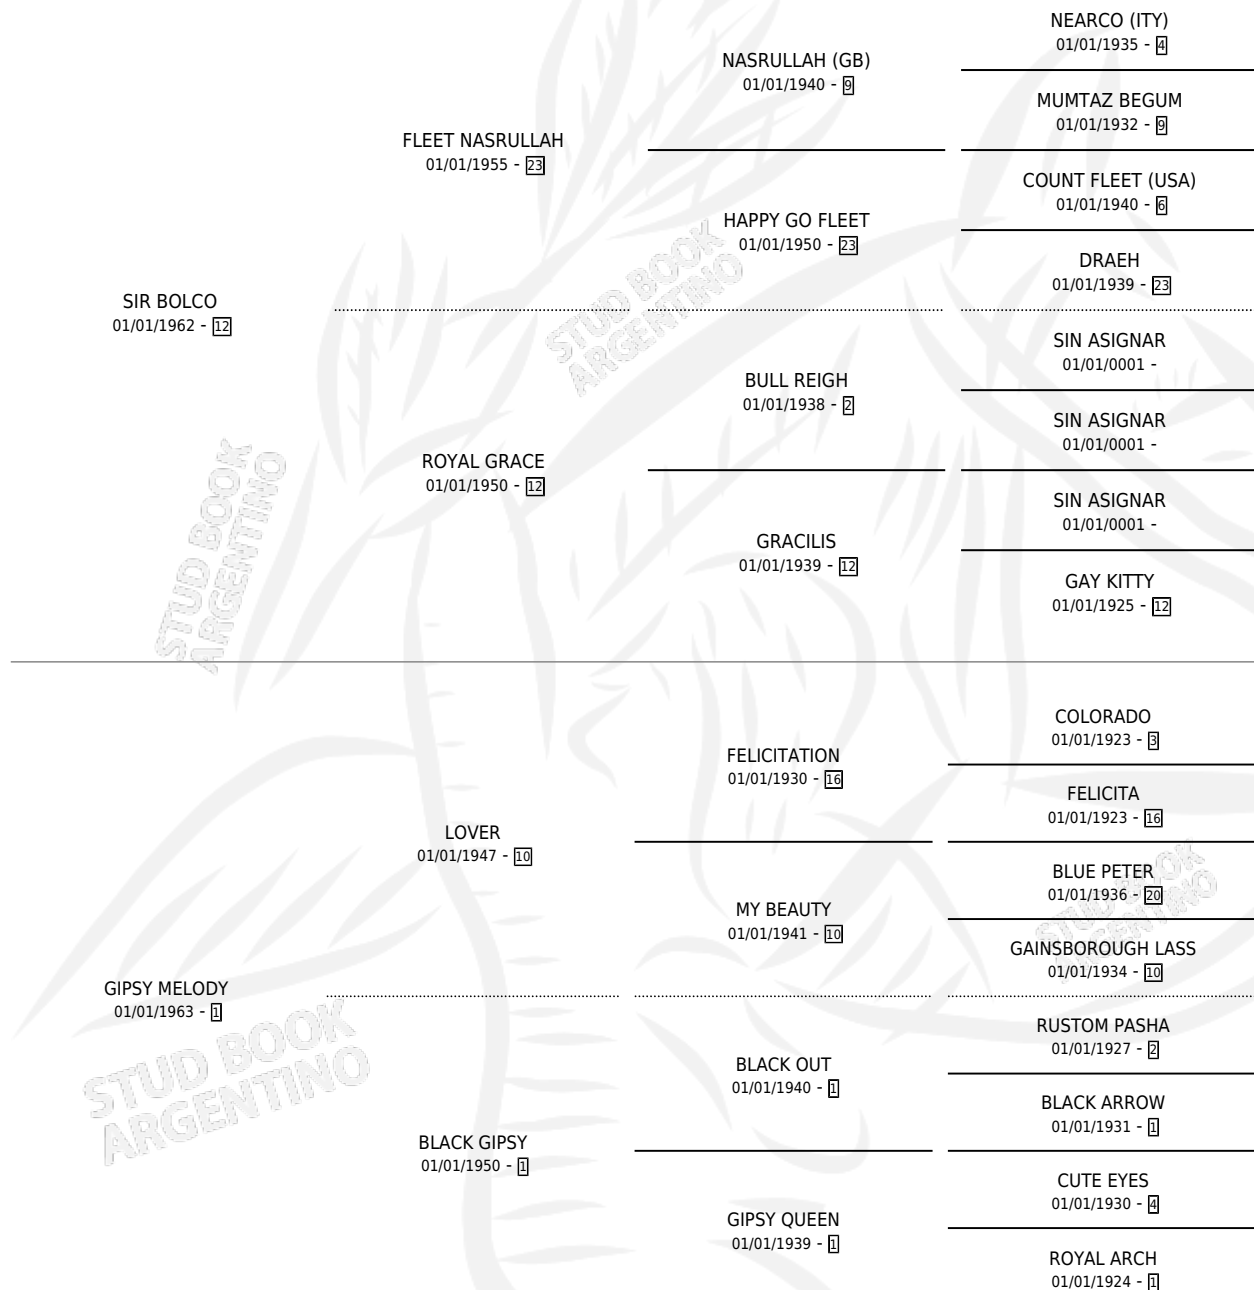 NEARCO (ITY)
01/01/1935 - 4
NASRULLAH (GB)
01/01/1940 - 9
MUMTAZ BEGUM
01/01/1932 - 9
FLEET NASRULLAH
01/01/1955 - 23
COUNT FLEET (USA)
01/01/1940 - 6
HAPPY GO FLEET
01/01/1950 - 23
DRAEH
01/01/1939 - 23
SIR BOLCO
01/01/1962 - 12
STUD BOOK
ARGENTINO
SIN ASIGNAR
01/01/0001 -
BULL REIGH
01/01/1938 - 2
SIN ASIGNAR
01/01/0001 -
ROYAL GRACE
01/01/1950 - 12
SIN ASIGNAR
01/01/0001 -
GRACILIS
01/01/1939 - 12
GAY KITTY
01/01/1925 - 12
STUD BOOK
ARGENTINO
COLORADO
01/01/1923 - 3
FELICITATION
01/01/1930 - 16
FELICITA
01/01/1923 - 16
LOVER
01/01/1947 - 10
BLUE PETER
01/01/1936 - 20
MY BEAUTY
01/01/1941 - 10
STUD BOOK
ARGENTINO
GAINSBOROUGH LASS
01/01/1934 - 10
GIPSY MELODY
01/01/1963 - 1
STUD BOOK
ARGENTINO
RUSTOM PASHA
01/01/1927 - 2
BLACK OUT
01/01/1940 - 1
BLACK ARROW
01/01/1931 - 1
BLACK GIPSY
01/01/1950 - 1
CUTE EYES
01/01/1930 - 4
GIPSY QUEEN
01/01/1939 - 1
ROYAL ARCH
01/01/1924 - 1